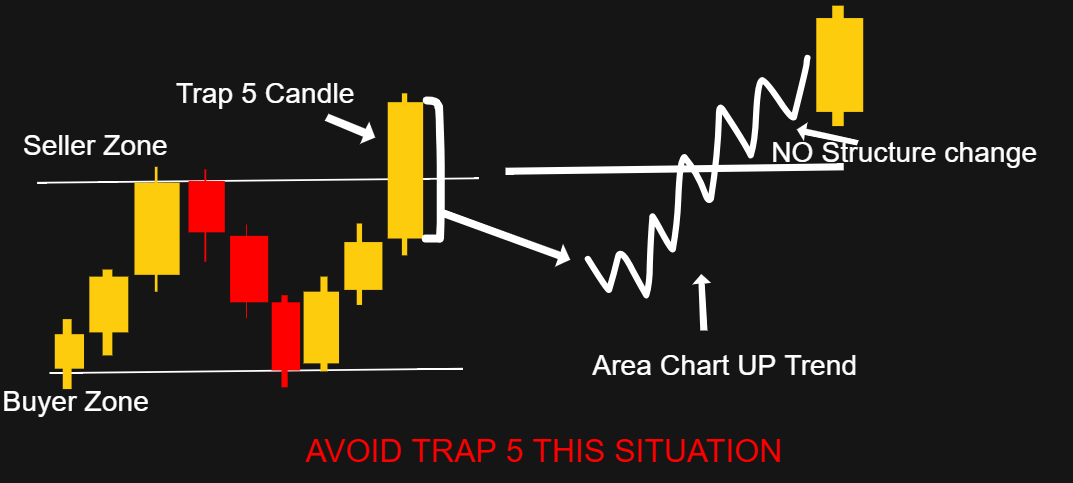 Trap 5 Candle
Seller Zone
NO Structure change
Area Chart UP Trend
Buyer Zone
AVOID TRAP 5 THIS SITUATION